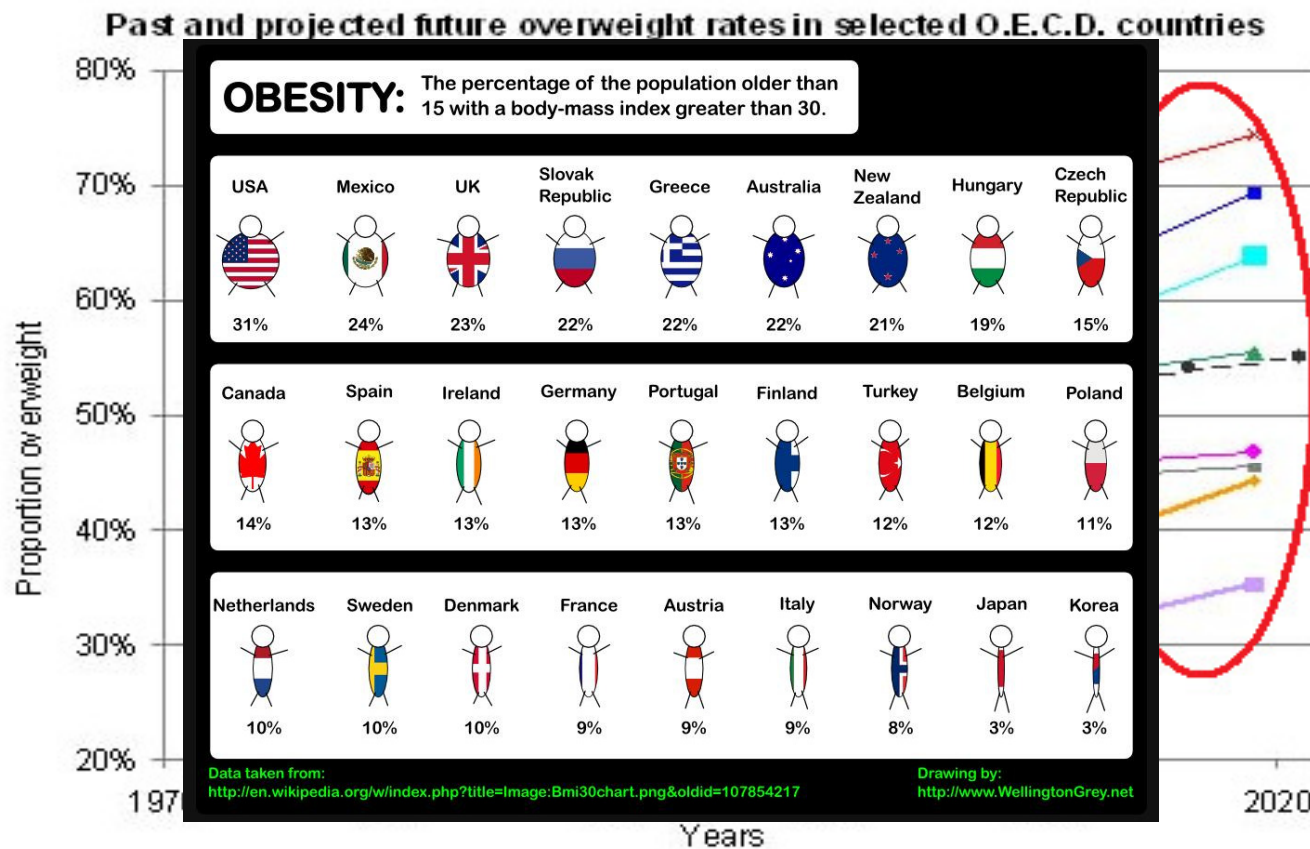 Past and projected future overweight rates in selected O.E.C.D. countries
80%
70%
60%
50%
40%
30%
20%
Proportion overweight
OBESITY:
The percentage of the population older than
15 with a body-mass index greater than 30.
USA Mexico UK Slovak Republic Greece Australia New Zealand Hungary Czech Republic
31% 24% 23% 22% 22% 22% 21% 19% 15%
Canada Spain Ireland Germany Portugal Finland Turkey Belgium Poland
14% 13% 13% 13% 13% 13% 12% 12% 11%
Netherlands Sweden Denmark France Austria Italy Norway Japan Korea
10% 10% 10% 9% 9% 9% 8% 3% 3%
Data taken from:
http://en.wikipedia.org/w/index.php?title=Image:Bmi30chart.png&oldid=107854217
Drawing by:
http://www.WellingtonGrey.net
2020
Years